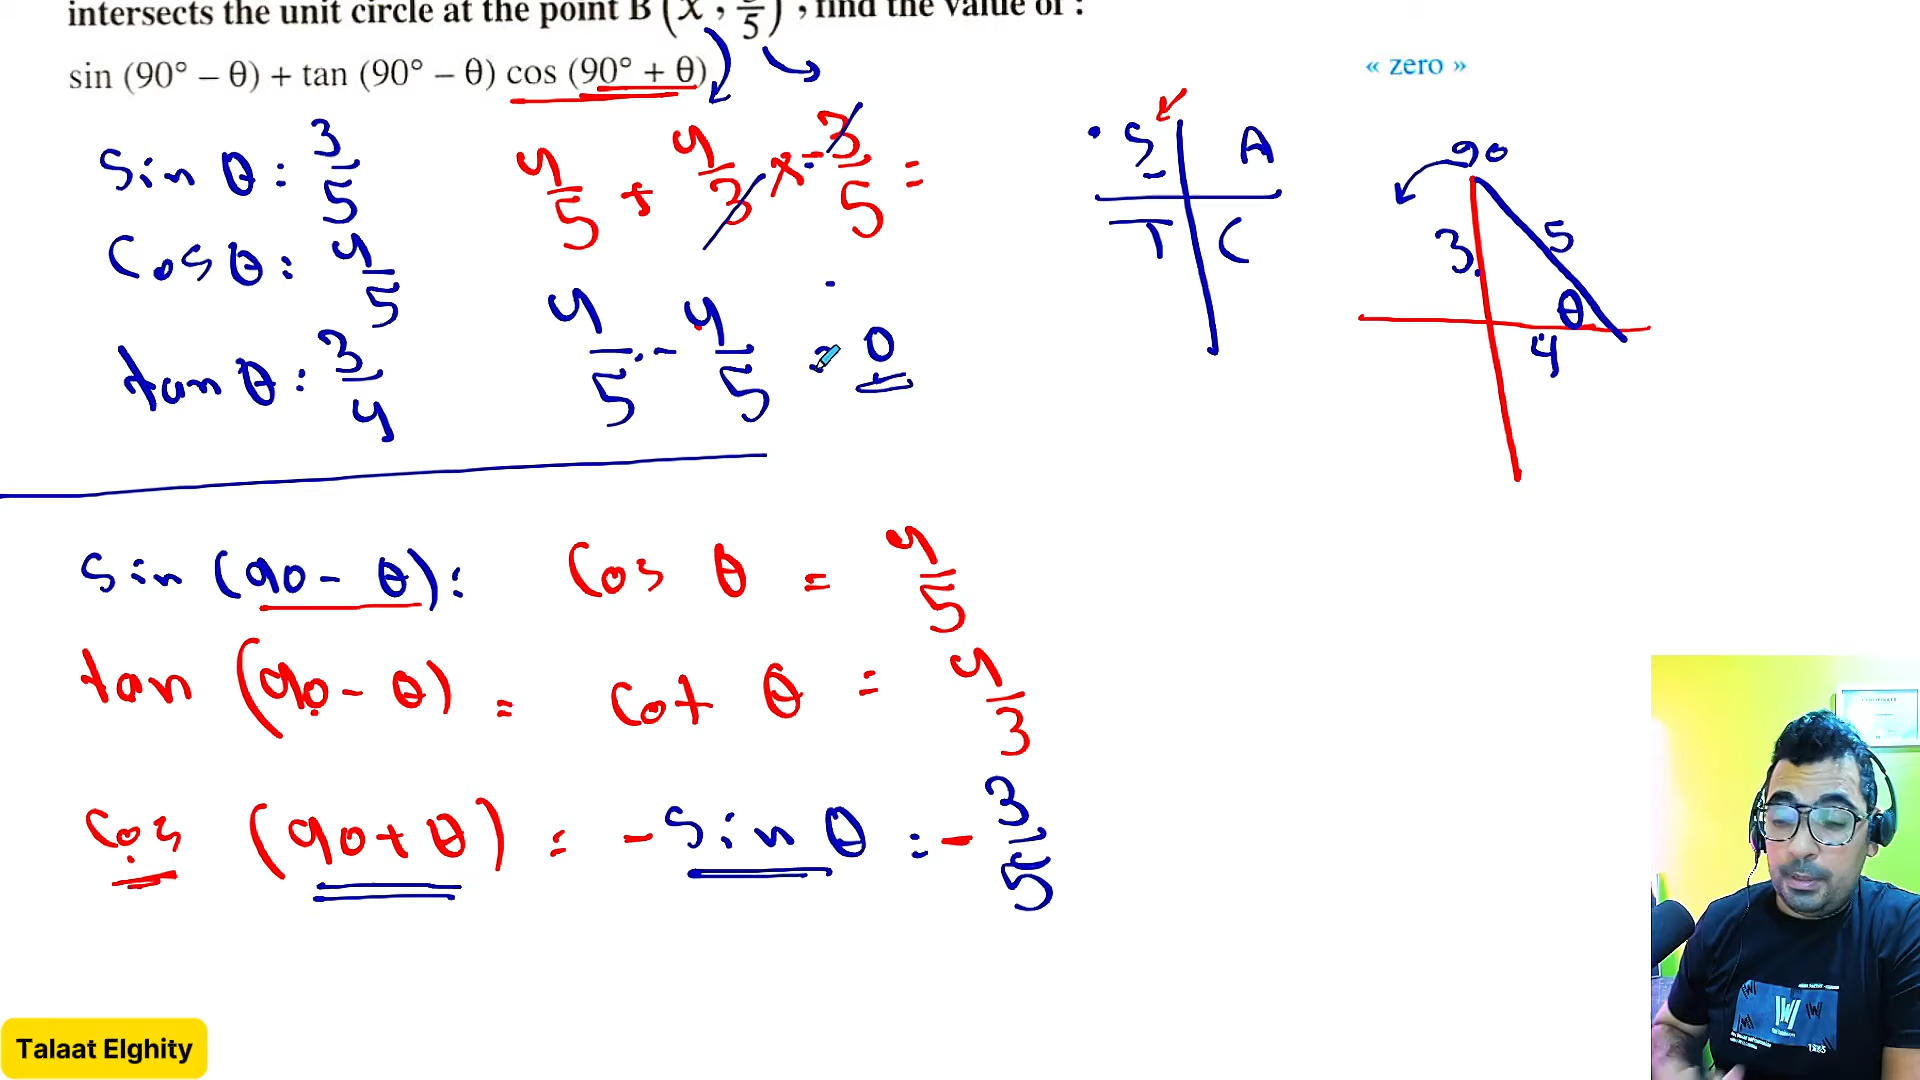 intersects the unit circle at the point B (x , 3/5) , find the value of :
sin (90° – θ) + tan (90° – θ) cos (90° + θ)
« zero »
sin θ : 3/5
cos θ : 4/5
tan θ : 3/4
4/5 + 4/3 × - 3/5 =
4/5 - 4/5 = 0
S A
T C
90
3
5
θ
4
sin (90 - θ) : cos θ = 4/5
tan (90 - θ) = cot θ = 4/3
cos (90 + θ) = - sin θ = - 3/5
Talaat Elghity